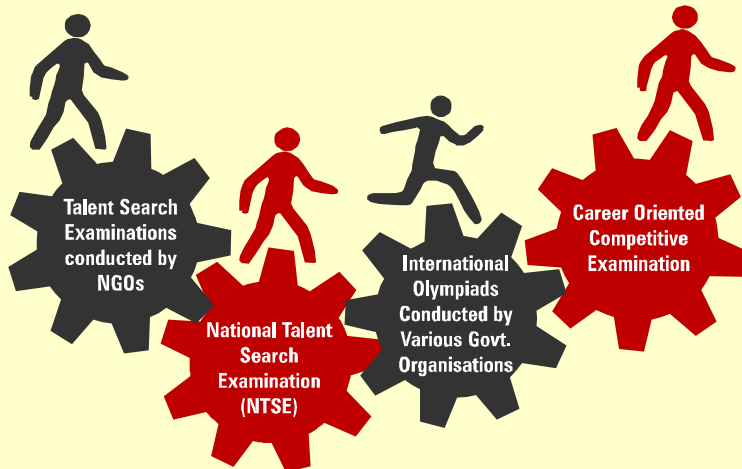 Talent Search
Examinations
conducted by
NGOs
National Talent
Search
Examination
(NTSE)
International
Olympiads
Conducted by
Various Govt.
Organisations
Career Oriented
Competitive
Examination